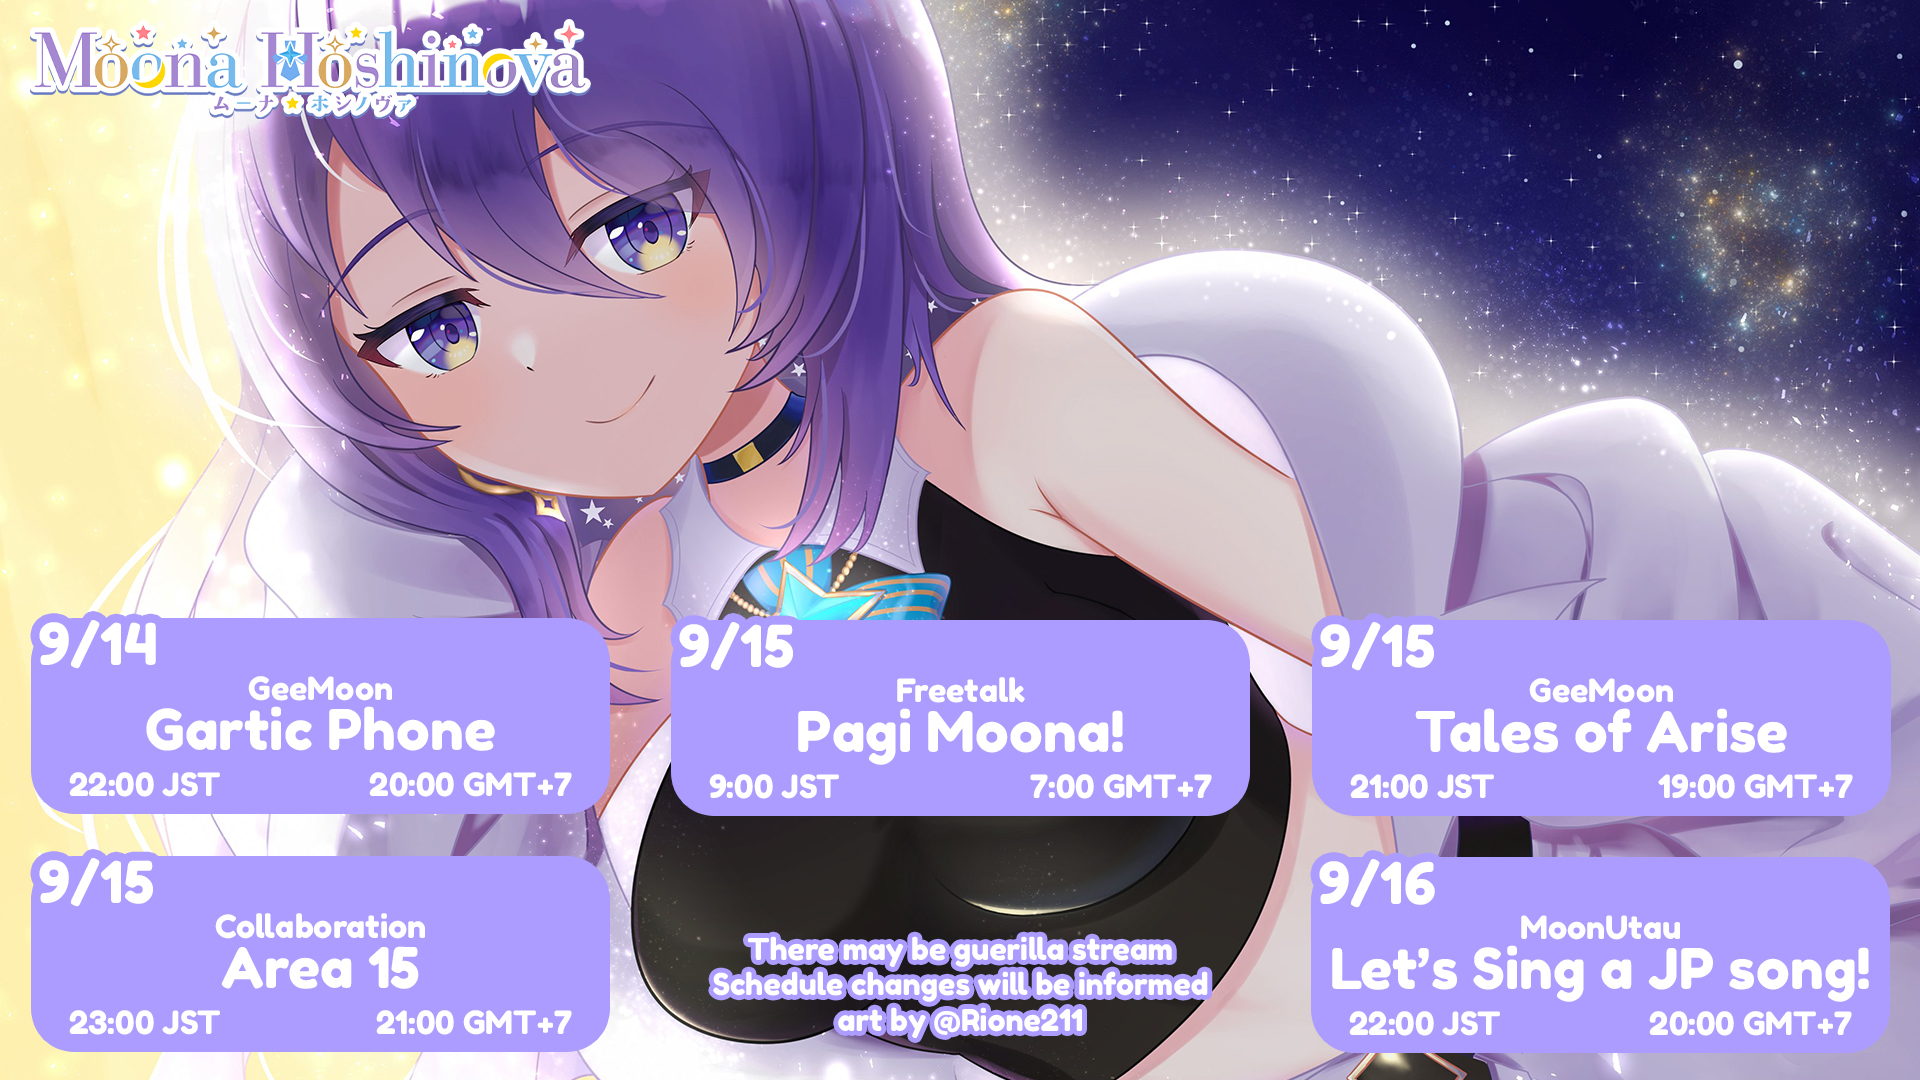 Moona Hoshinova
ムーナ★ホシノヴァ
9/14
GeeMoon
Gartic Phone
22:00 JST 20:00 GMT+7
9/15
Freetalk
Pagi Moona!
9:00 JST 7:00 GMT+7
9/15
GeeMoon
Tales of Arise
21:00 JST 19:00 GMT+7
9/15
Collaboration
Area 15
23:00 JST 21:00 GMT+7
There may be guerilla stream
Schedule changes will be informed
art by @Rione211
9/16
MoonUtau
Let's Sing a JP song!
22:00 JST 20:00 GMT+7